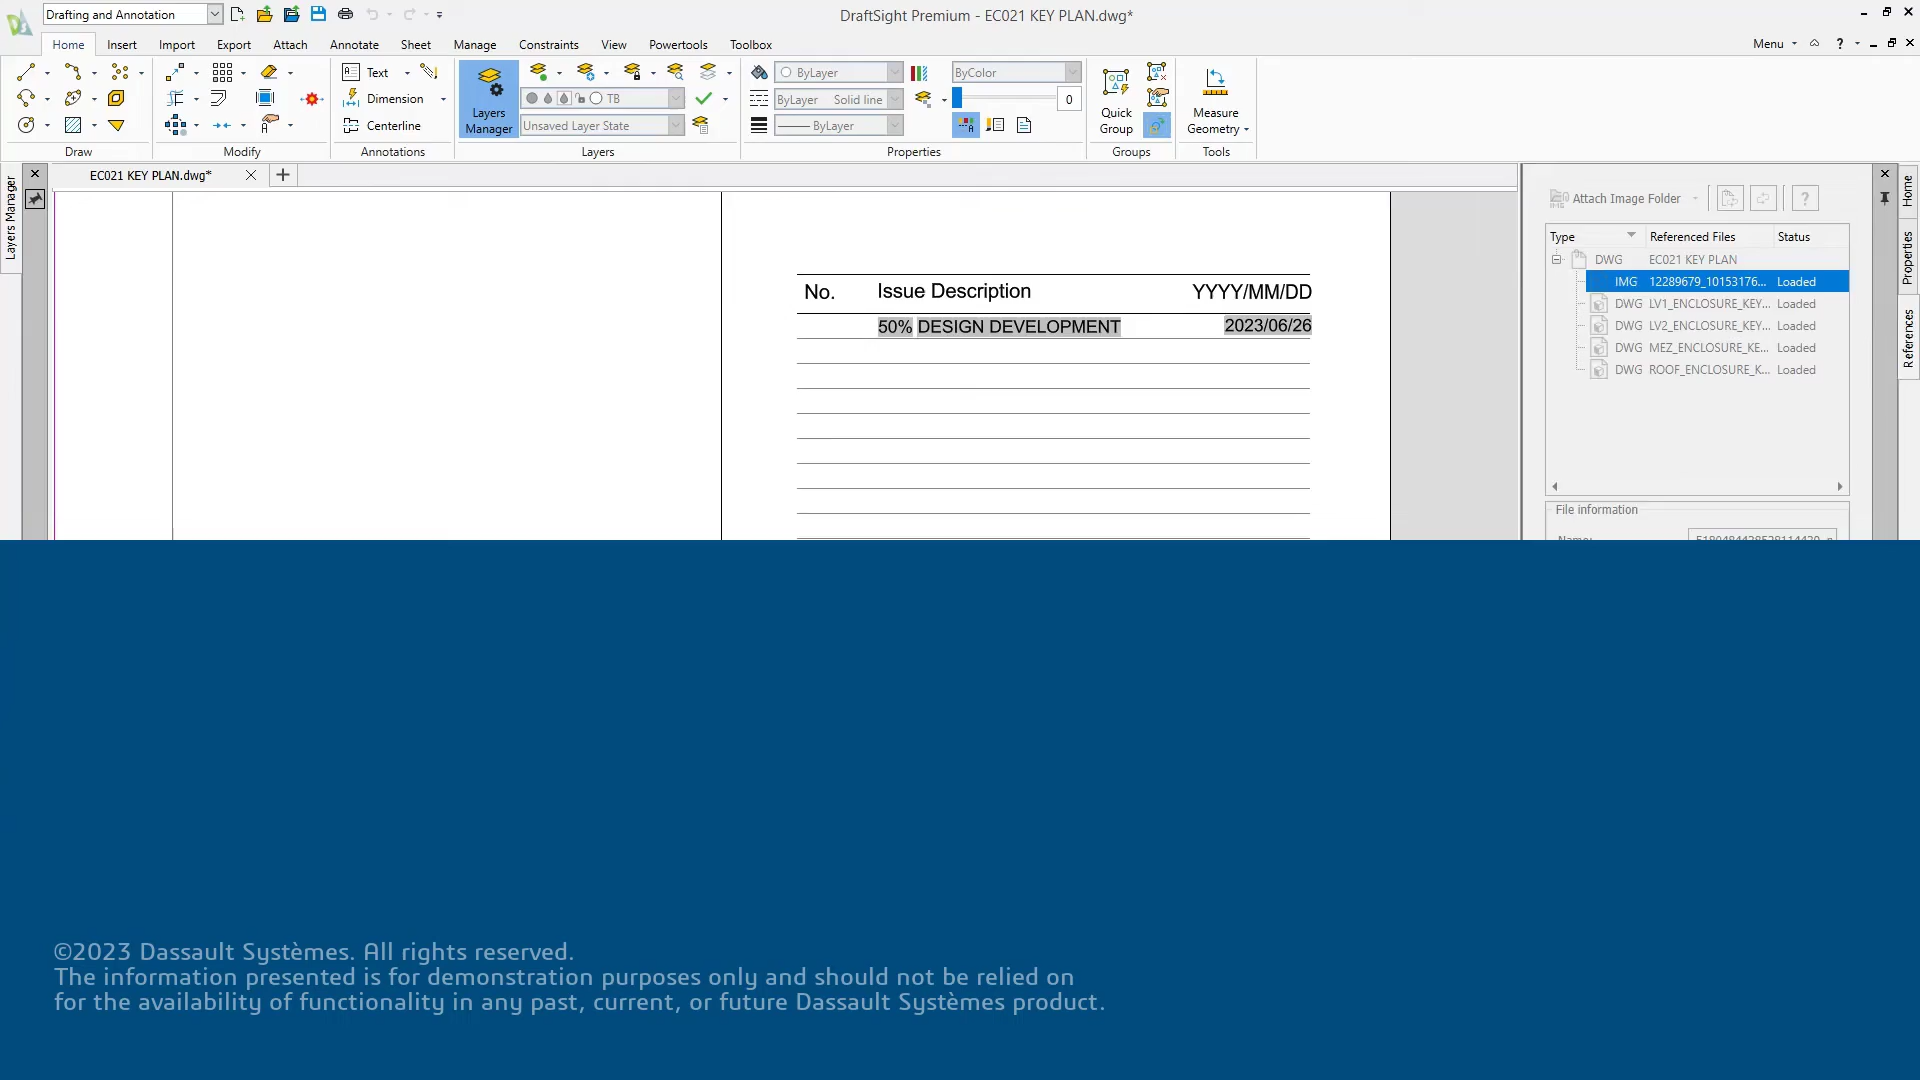 Drafting and Annotation
DraftSight Premium - EC021 KEY PLAN.dwg*
Home Insert Import Export Attach Annotate Sheet Manage Constraints View Powertools Toolbox
Menu ?
Text
Dimension
Centerline
Layers Manager
TB
Unsaved Layer State
ByLayer
ByLayer Solid line
ByLayer
ByColor
0
Quick Group
Measure Geometry
Draw Modify Annotations Layers Properties Groups Tools
EC021 KEY PLAN.dwg*
Layers Manager
No. Issue Description YYYY/MM/DD
50% DESIGN DEVELOPMENT 2023/06/26
Attach Image Folder ?
Type Referenced Files Status
DWG EC021 KEY PLAN
IMG 12289679_10153176... Loaded
DWG LV1_ENCLOSURE_KEY... Loaded
DWG LV2_ENCLOSURE_KEY... Loaded
DWG MEZ_ENCLOSURE_KE... Loaded
DWG ROOF_ENCLOSURE_K... Loaded
File information
Home
Properties
References
©2023 Dassault Systèmes. All rights reserved.
The information presented is for demonstration purposes only and should not be relied on
for the availability of functionality in any past, current, or future Dassault Systèmes product.